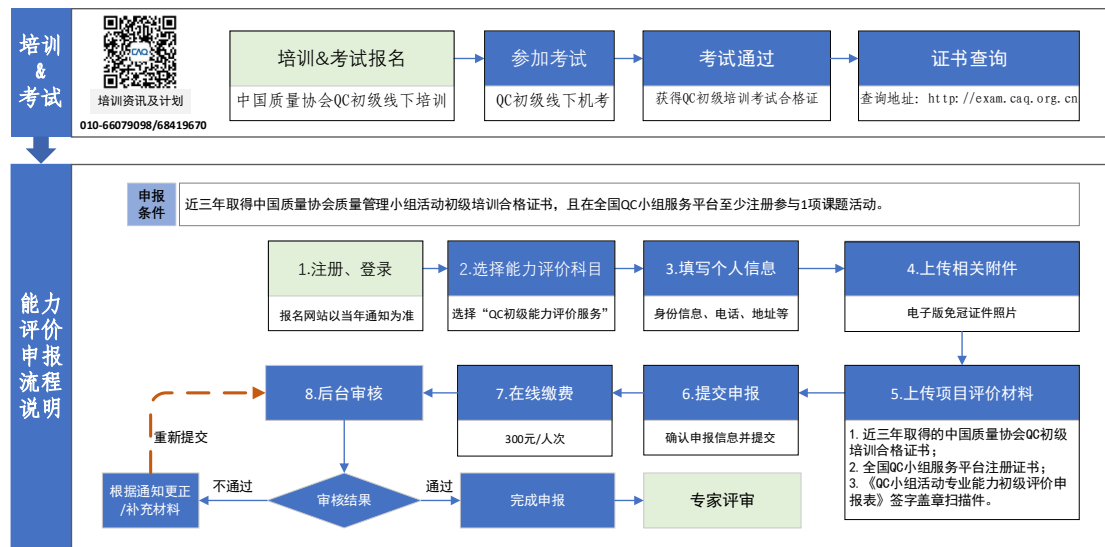 培训
&
考试
CAQ
培训资讯及计划
010-66079098/68419670
培训&考试报名
中国质量协会QC初级线下培训
参加考试
QC初级线下机考
考试通过
获得QC初级培训考试合格证
证书查询
查询地址：http://exam.caq.org.cn
能力
评价
申报
流程
说明
申报
条件
近三年取得中国质量协会质量管理小组活动初级培训合格证书，且在全国QC小组服务平台至少注册参与1项课题活动。
1.注册、登录
报名网站以当年通知为准
2.选择能力评价科目
选择“QC初级能力评价服务”
3.填写个人信息
身份信息、电话、地址等
4.上传相关附件
电子版免冠证件照片
5.上传项目评价材料
1. 近三年取得的中国质量协会QC初级
培训合格证书；
2. 全国QC小组服务平台注册证书；
3. 《QC小组活动专业能力初级评价申
报表》签字盖章扫描件。
6.提交申报
确认申报信息并提交
7.在线缴费
300元/人次
8.后台审核
审核结果
不通过
根据通知更正
/补充材料
重新提交
通过
完成申报
专家评审